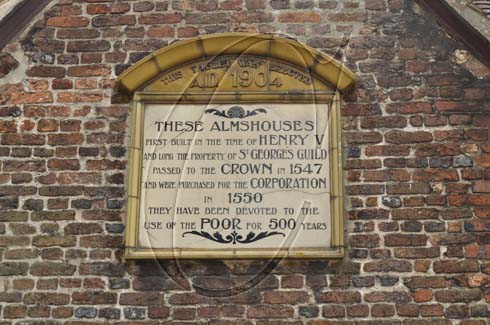 THIS TABLET WAS ERECTED
AD 1904
THESE ALMSHOUSES
FIRST BUILT IN THE TIME OF HENRY V
AND LONG THE PROPERTY OF ST GEORGES GUILD
PASSED TO THE CROWN IN 1547
AND WERE PURCHASED FOR THE CORPORATION
IN 1550
THEY HAVE BEEN DEVOTED TO THE
USE OF THE POOR FOR 500 YEARS